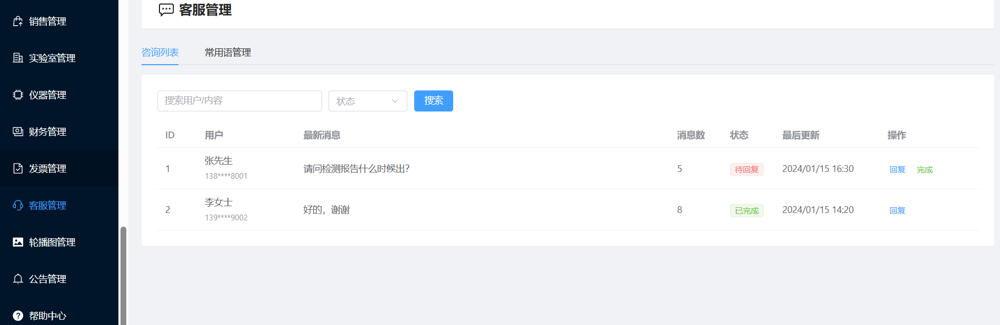 客服管理
销售管理
实验室管理
仪器管理
财务管理
发票管理
客服管理
轮播图管理
公告管理
帮助中心
咨询列表 常用语管理
搜索用户/内容 状态 搜索
ID 用户 最新消息 消息数 状态 最后更新 操作
1 张先生 138****8001 请问检测报告什么时候出? 5 待回复 2024/01/15 16:30 回复 完成
2 李女士 139****9002 好的，谢谢 8 已完成 2024/01/15 14:20 回复